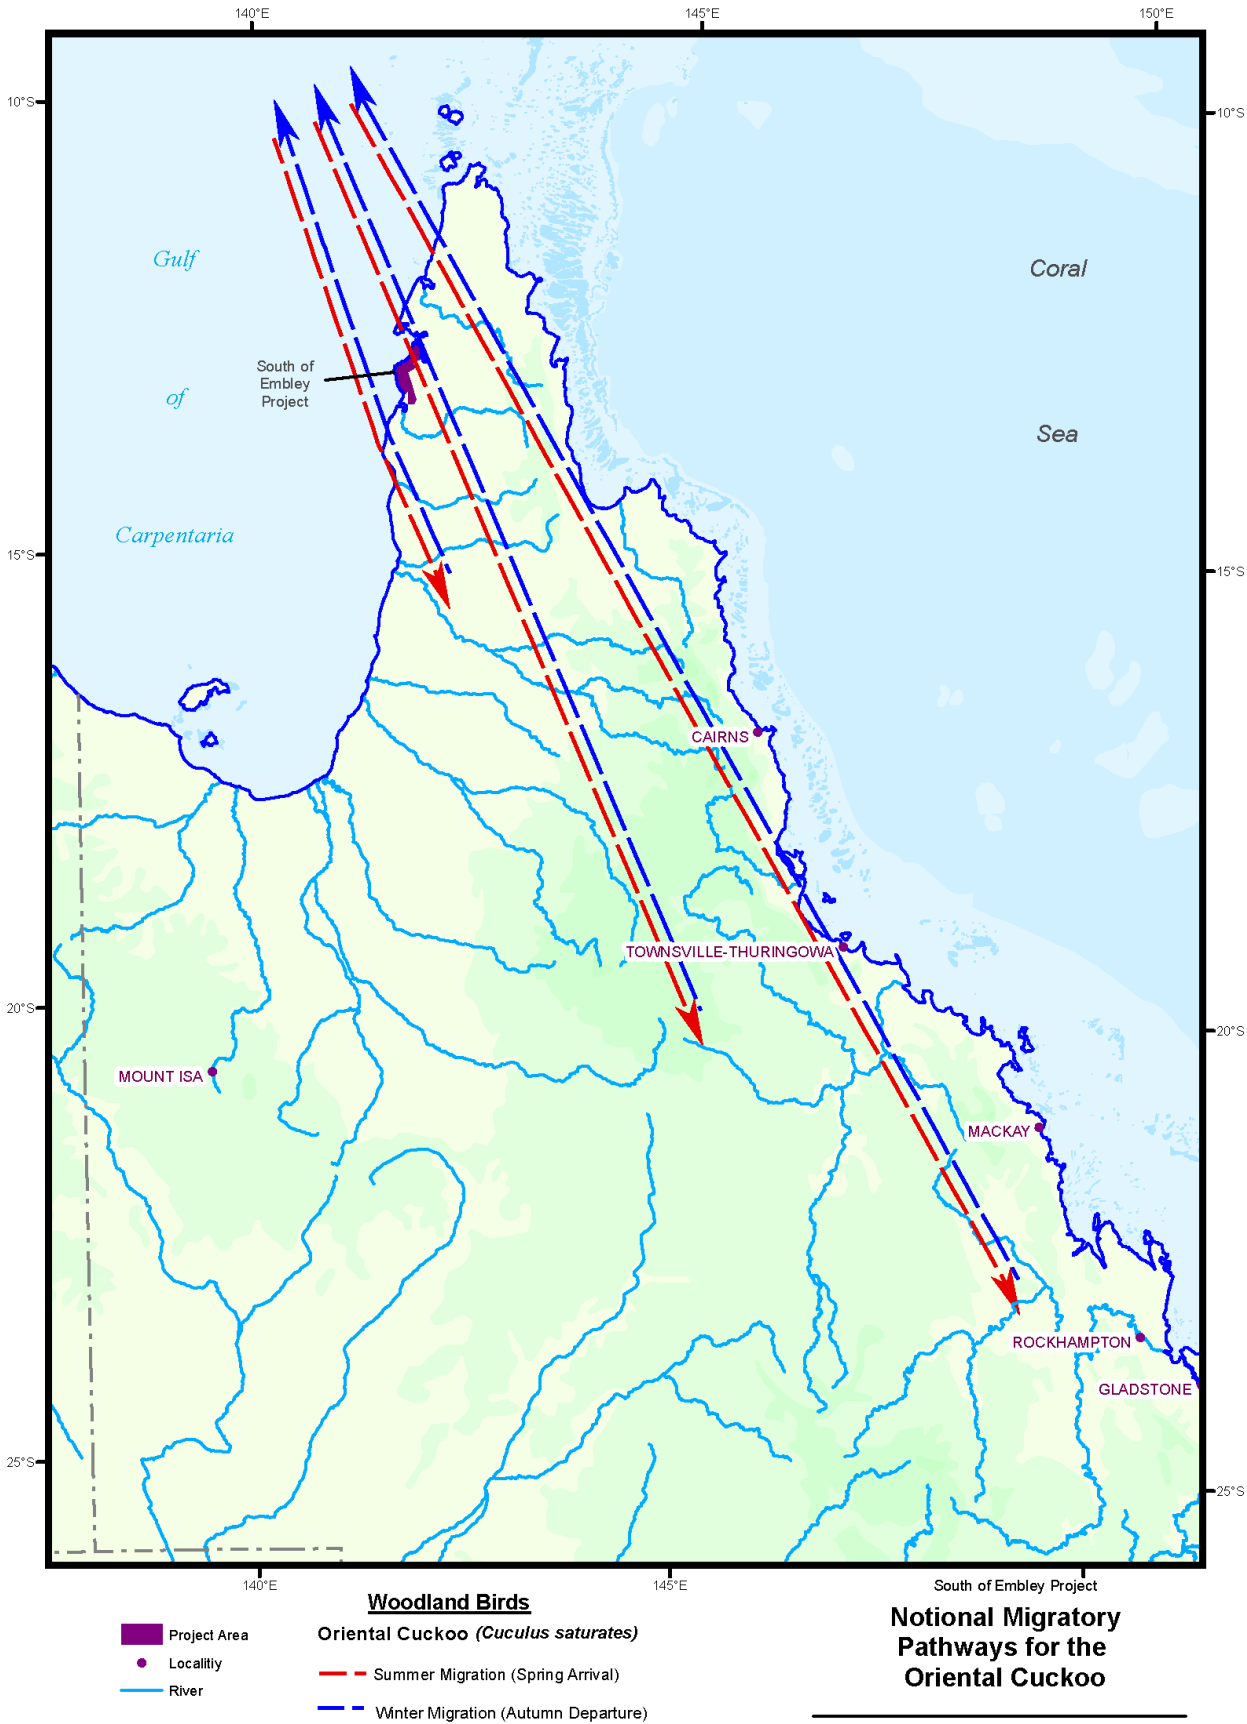 140°E
145°E
150°E
10°S
10°S
Gulf
Coral
South of
Embley
Project
of
Sea
Carpentaria
15°S
15°S
CAIRNS
TOWNSVILLE-THURINGOWA
20°S
20°S
MOUNT ISA
MACKAY
ROCKHAMPTON
GLADSTONE
25°S
25°S
140°E
145°E
South of Embley Project
Woodland Birds
Oriental Cuckoo (Cuculus saturates)
Project Area
Localitiy
River
Summer Migration (Spring Arrival)
Winter Migration (Autumn Departure)
Notional Migratory
Pathways for the
Oriental Cuckoo